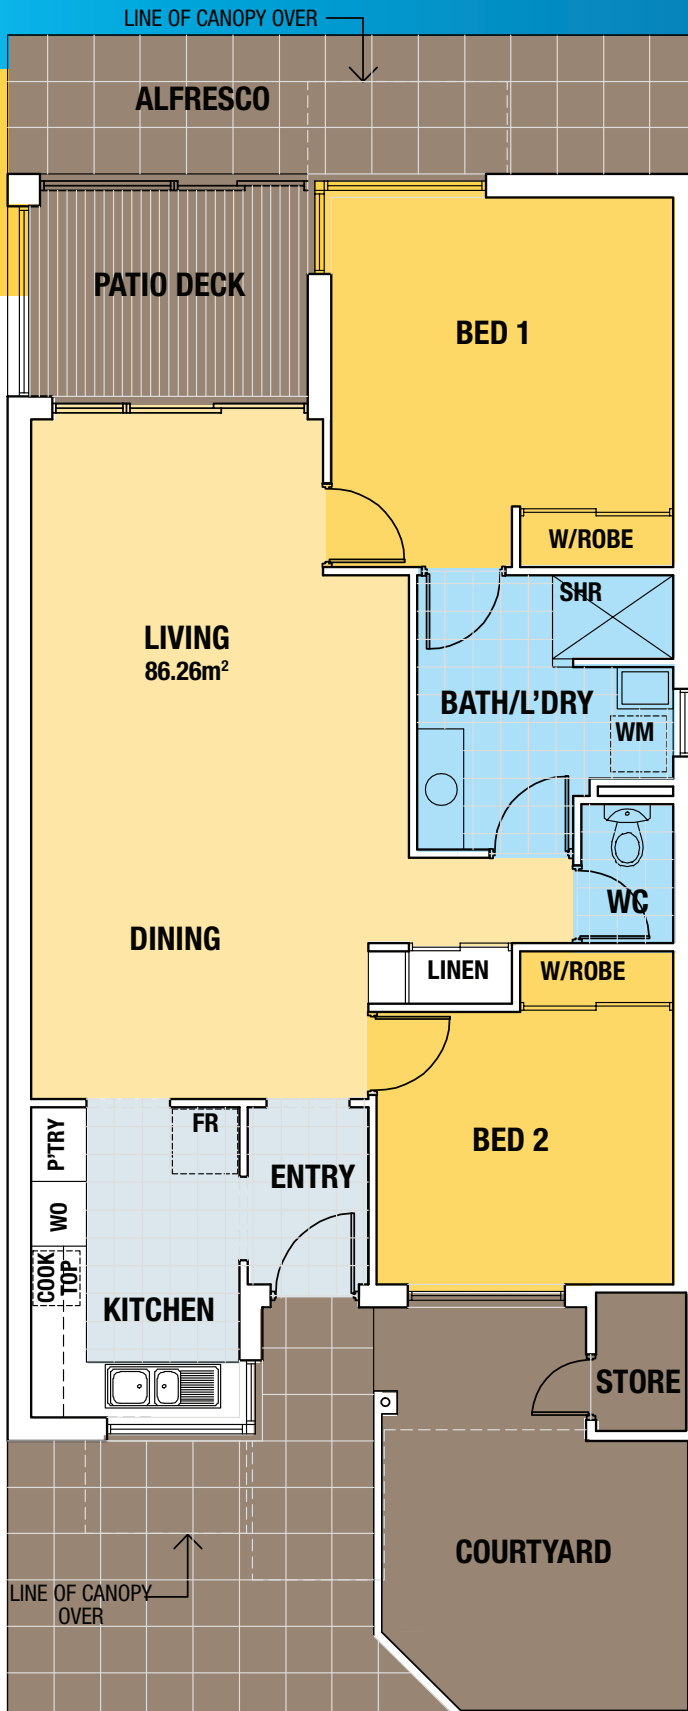 LINE OF CANOPY OVER
ALFRESCO
PATIO DECK
BED 1
W/ROBE
SHR
LIVING
86.26m²
BATH/L'DRY
WM
WC
DINING
LINEN
W/ROBE
FR
P'TRY
BED 2
ENTRY
WO
COOK
TOP
KITCHEN
STORE
COURTYARD
LINE OF CANOPY
OVER